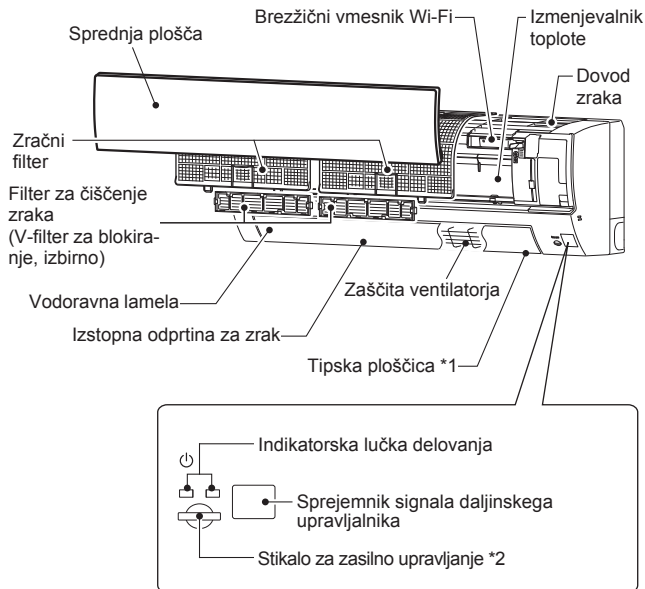 Brezžični vmesnik Wi-Fi
Izmenjevalnik
toplote
Sprednja plošča
Dovod
zraka
Zračni
filter
Filter za čiščenje
zraka
(V-filter za blokira-
nje, izbirno)
Vodoravna lamela
Zaščita ventilatorja
Izstopna odprtina za zrak
Tipska ploščica *1
Indikatorska lučka delovanja
Sprejemnik signala daljinskega
upravljalnika
Stikalo za zasilno upravljanje *2